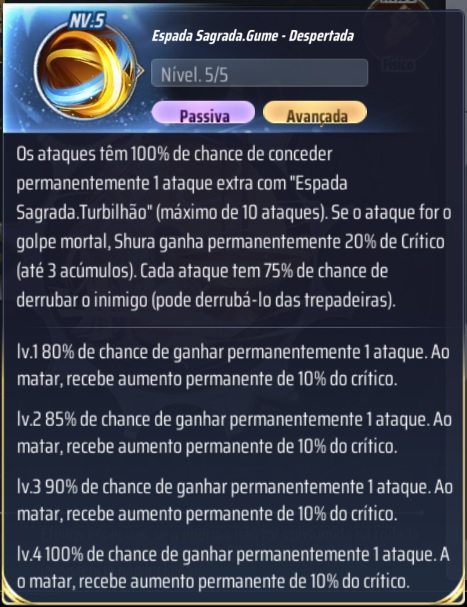 NV.5
Espada Sagrada.Gume - Despertada
Nível. 5/5
Passiva
Avançada
Os ataques têm 100% de chance de conceder
permanentemente 1 ataque extra com "Espada
Sagrada.Turbilhão" (máximo de 10 ataques). Se o ataque for o
golpe mortal, Shura ganha permanentemente 20% de Crítico
(até 3 acúmulos). Cada ataque tem 75% de chance de
derrubar o inimigo (pode derrubá-lo das trepadeiras).
lv.1 80% de chance de ganhar permanentemente 1 ataque. Ao
matar, recebe aumento permanente de 10% do crítico.
lv.2 85% de chance de ganhar permanentemente 1 ataque. Ao
matar, recebe aumento permanente de 10% do crítico.
lv.3 90% de chance de ganhar permanentemente 1 ataque. Ao
matar, recebe aumento permanente de 10% do crítico.
lv.4 100% de chance de ganhar permanentemente 1 ataque. A
o matar, recebe aumento permanente de 10% do crítico.